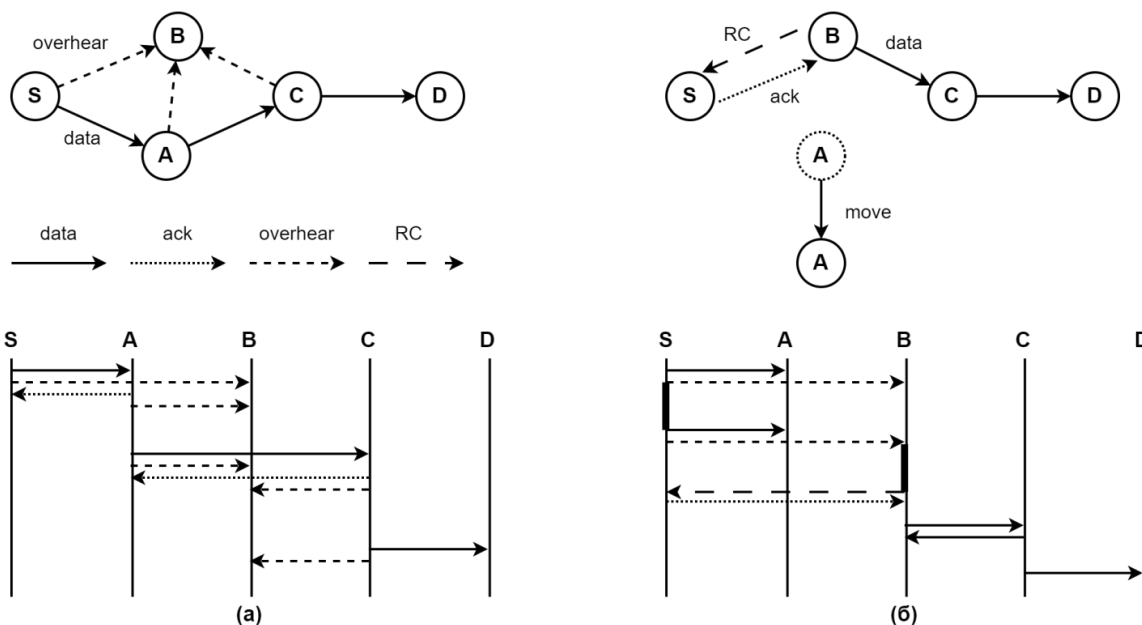 overhear
B
S
C
D
data
A
data
ack
overhear
RC
RC
B
data
S
ack
C
D
A
move
A
S A B C D
S A B C D
(а)
(б)